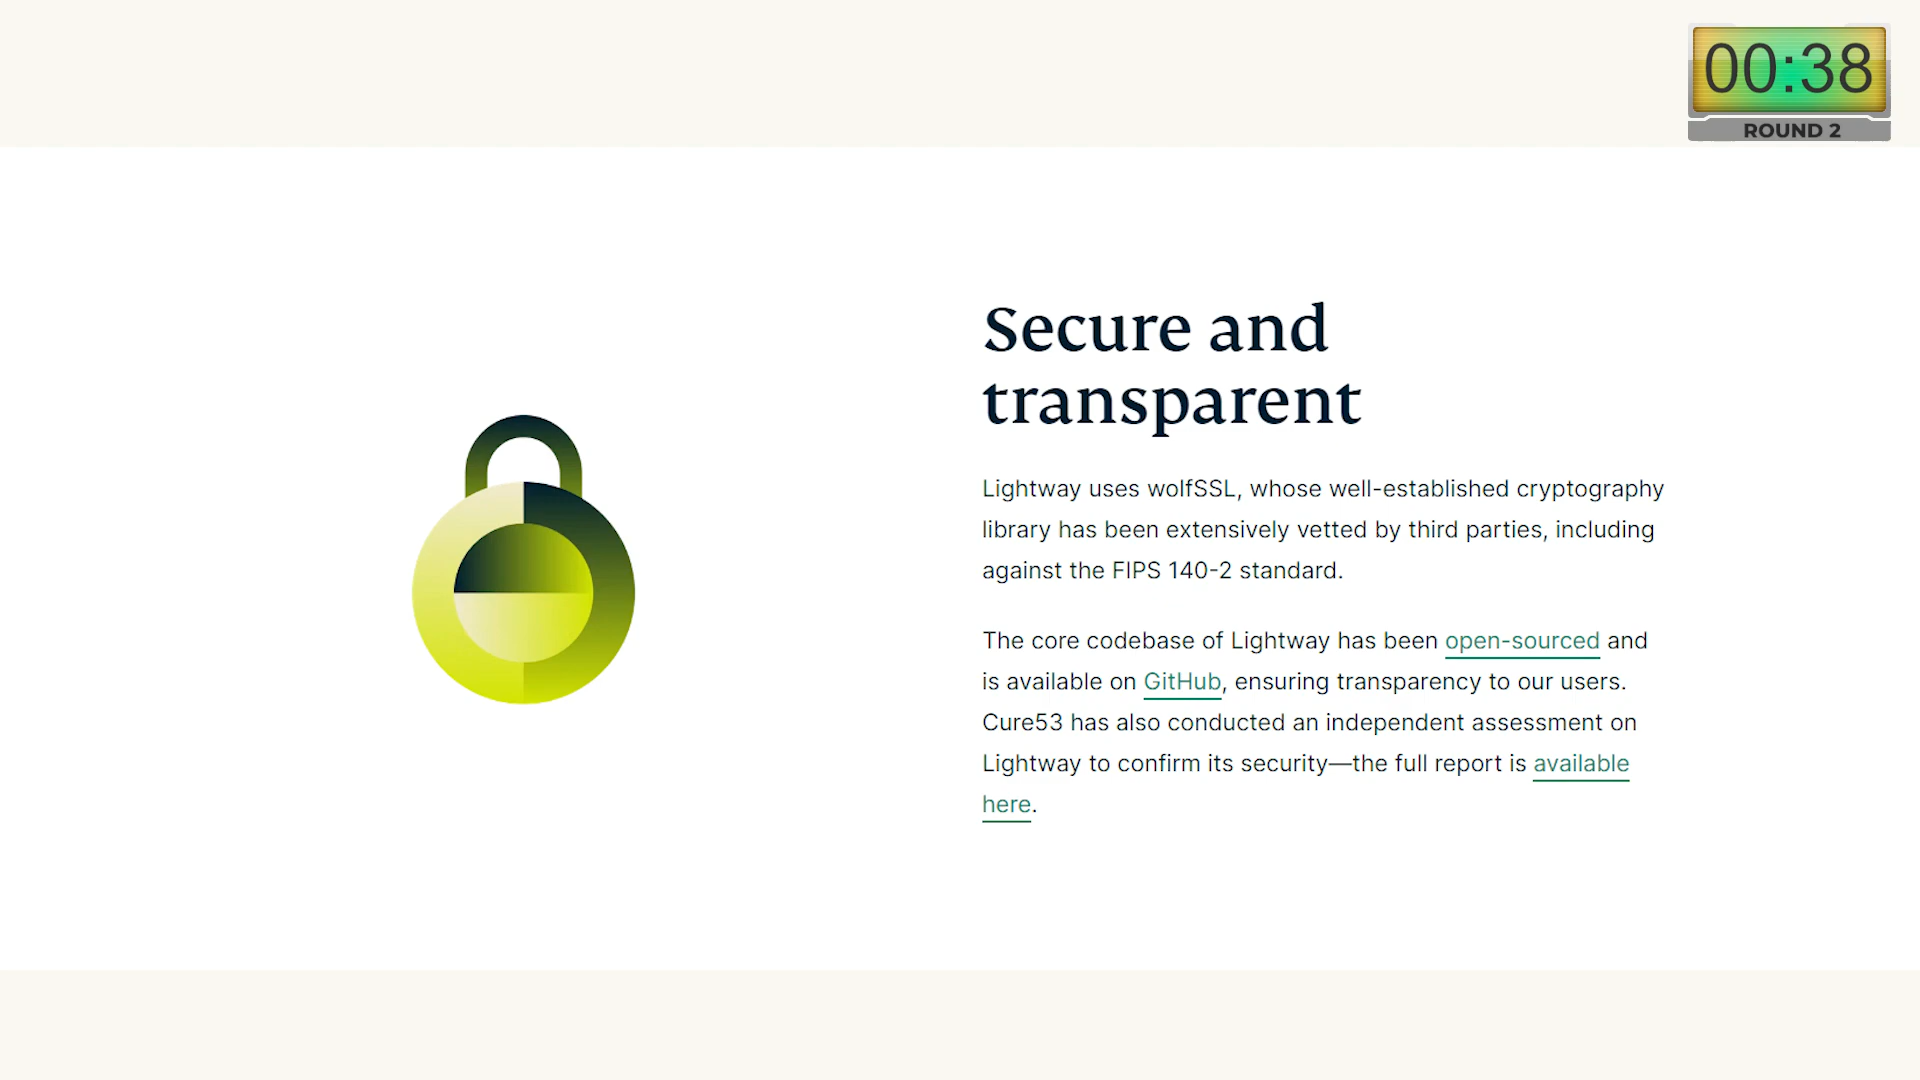 00:38
ROUND 2
Secure and
transparent
Lightway uses wolfSSL, whose well-established cryptography
library has been extensively vetted by third parties, including
against the FIPS 140-2 standard.
The core codebase of Lightway has been open-sourced and
is available on GitHub, ensuring transparency to our users.
Cure53 has also conducted an independent assessment on
Lightway to confirm its security—the full report is available
here.